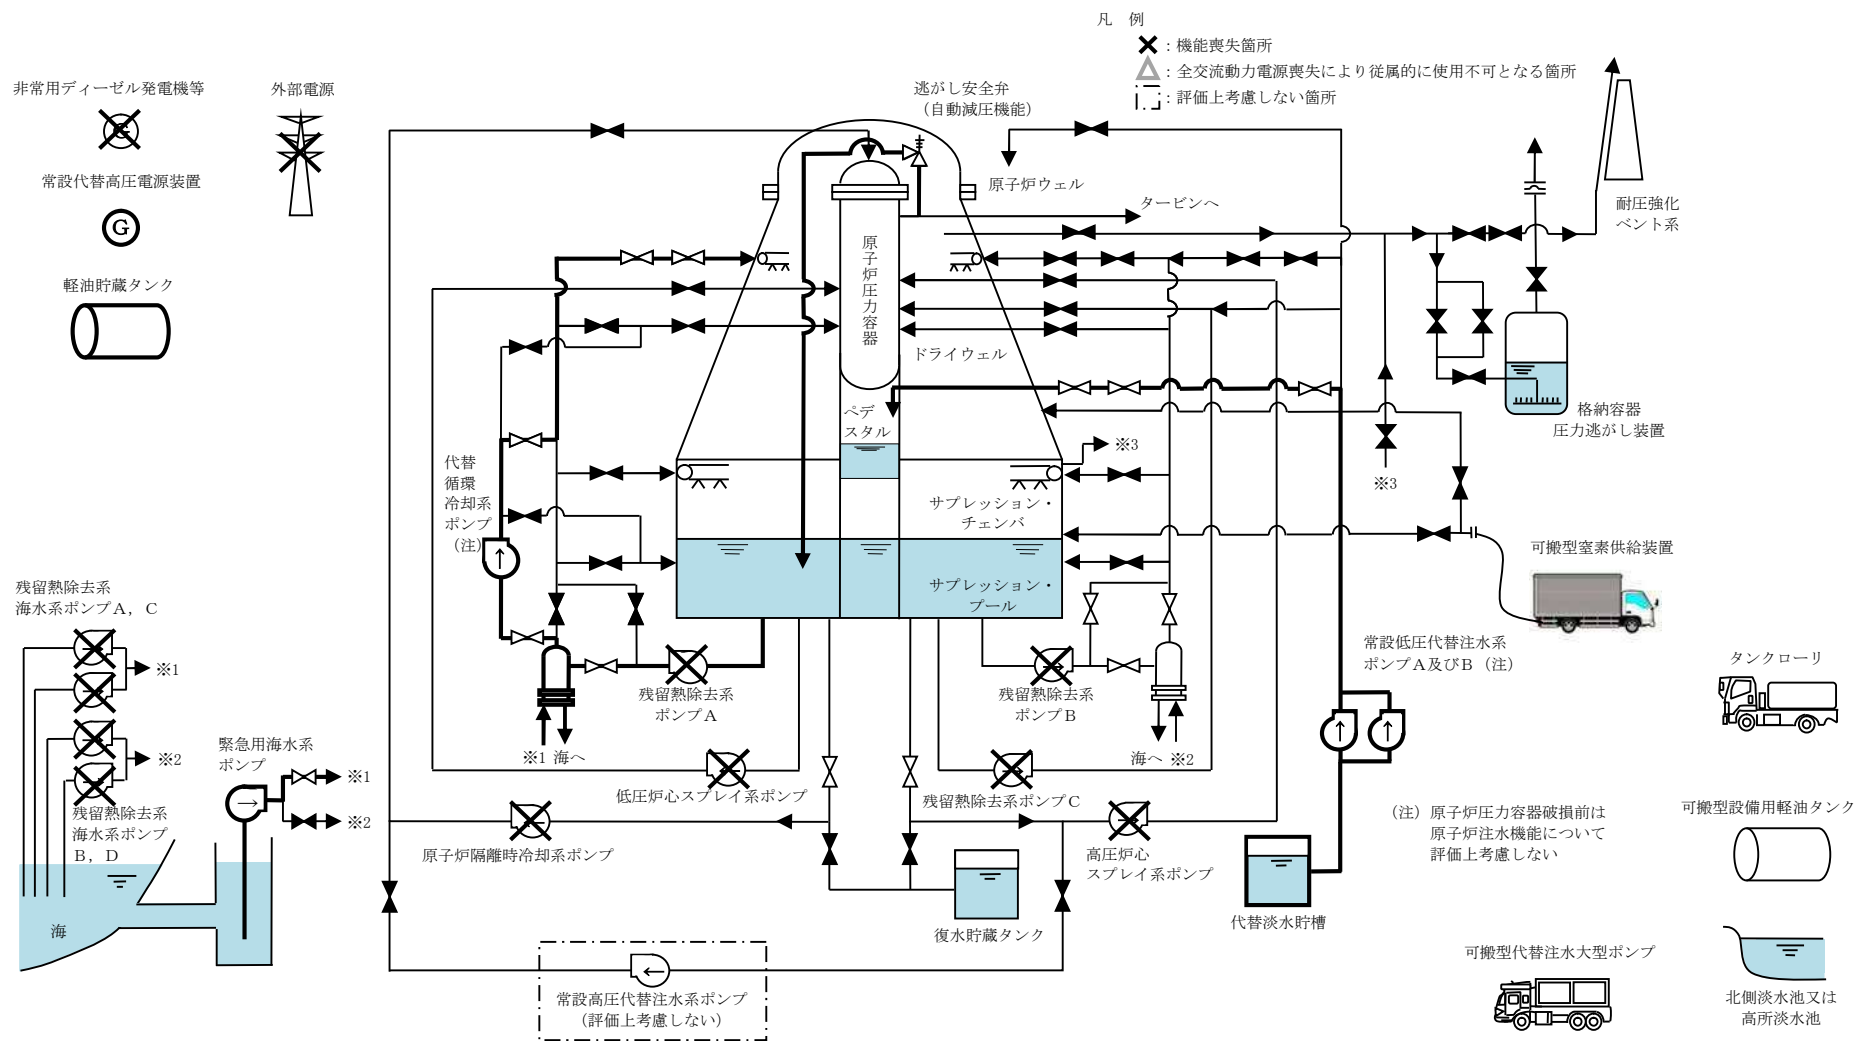 凡　例
：機能喪失箇所
：全交流動力電源喪失により従属的に使用不可となる箇所
：評価上考慮しない箇所
非常用ディーゼル発電機等
G
外部電源
常設代替高圧電源装置
G
軽油貯蔵タンク
逃がし安全弁
（自動減圧機能）
原子炉ウェル
タービンへ
耐圧強化
ベント系
原子炉圧力容器
ドライウェル
ペデ
スタル
格納容器
圧力逃がし装置
※3
※3
代替
循環
冷却系
ポンプ
（注）
サプレッション・
チェンバ
サプレッション・
プール
可搬型窒素供給装置
残留熱除去系
海水系ポンプＡ，Ｃ
※1
※2
残留熱除去系
海水系ポンプ
Ｂ，Ｄ
海
緊急用海水系
ポンプ
※1
※2
残留熱除去系
ポンプＡ
※1 海へ
残留熱除去系
ポンプＢ
海へ ※2
常設低圧代替注水系
ポンプＡ及びＢ（注）
タンクローリ
低圧炉心スプレイ系ポンプ
残留熱除去系ポンプＣ
原子炉隔離時冷却系ポンプ
高圧炉心
スプレイ系ポンプ
（注）原子炉圧力容器破損前は
原子炉注水機能について
評価上考慮しない
可搬型設備用軽油タンク
復水貯蔵タンク
代替淡水貯槽
常設高圧代替注水系ポンプ
（評価上考慮しない）
可搬型代替注水大型ポンプ
北側淡水池又は
高所淡水池